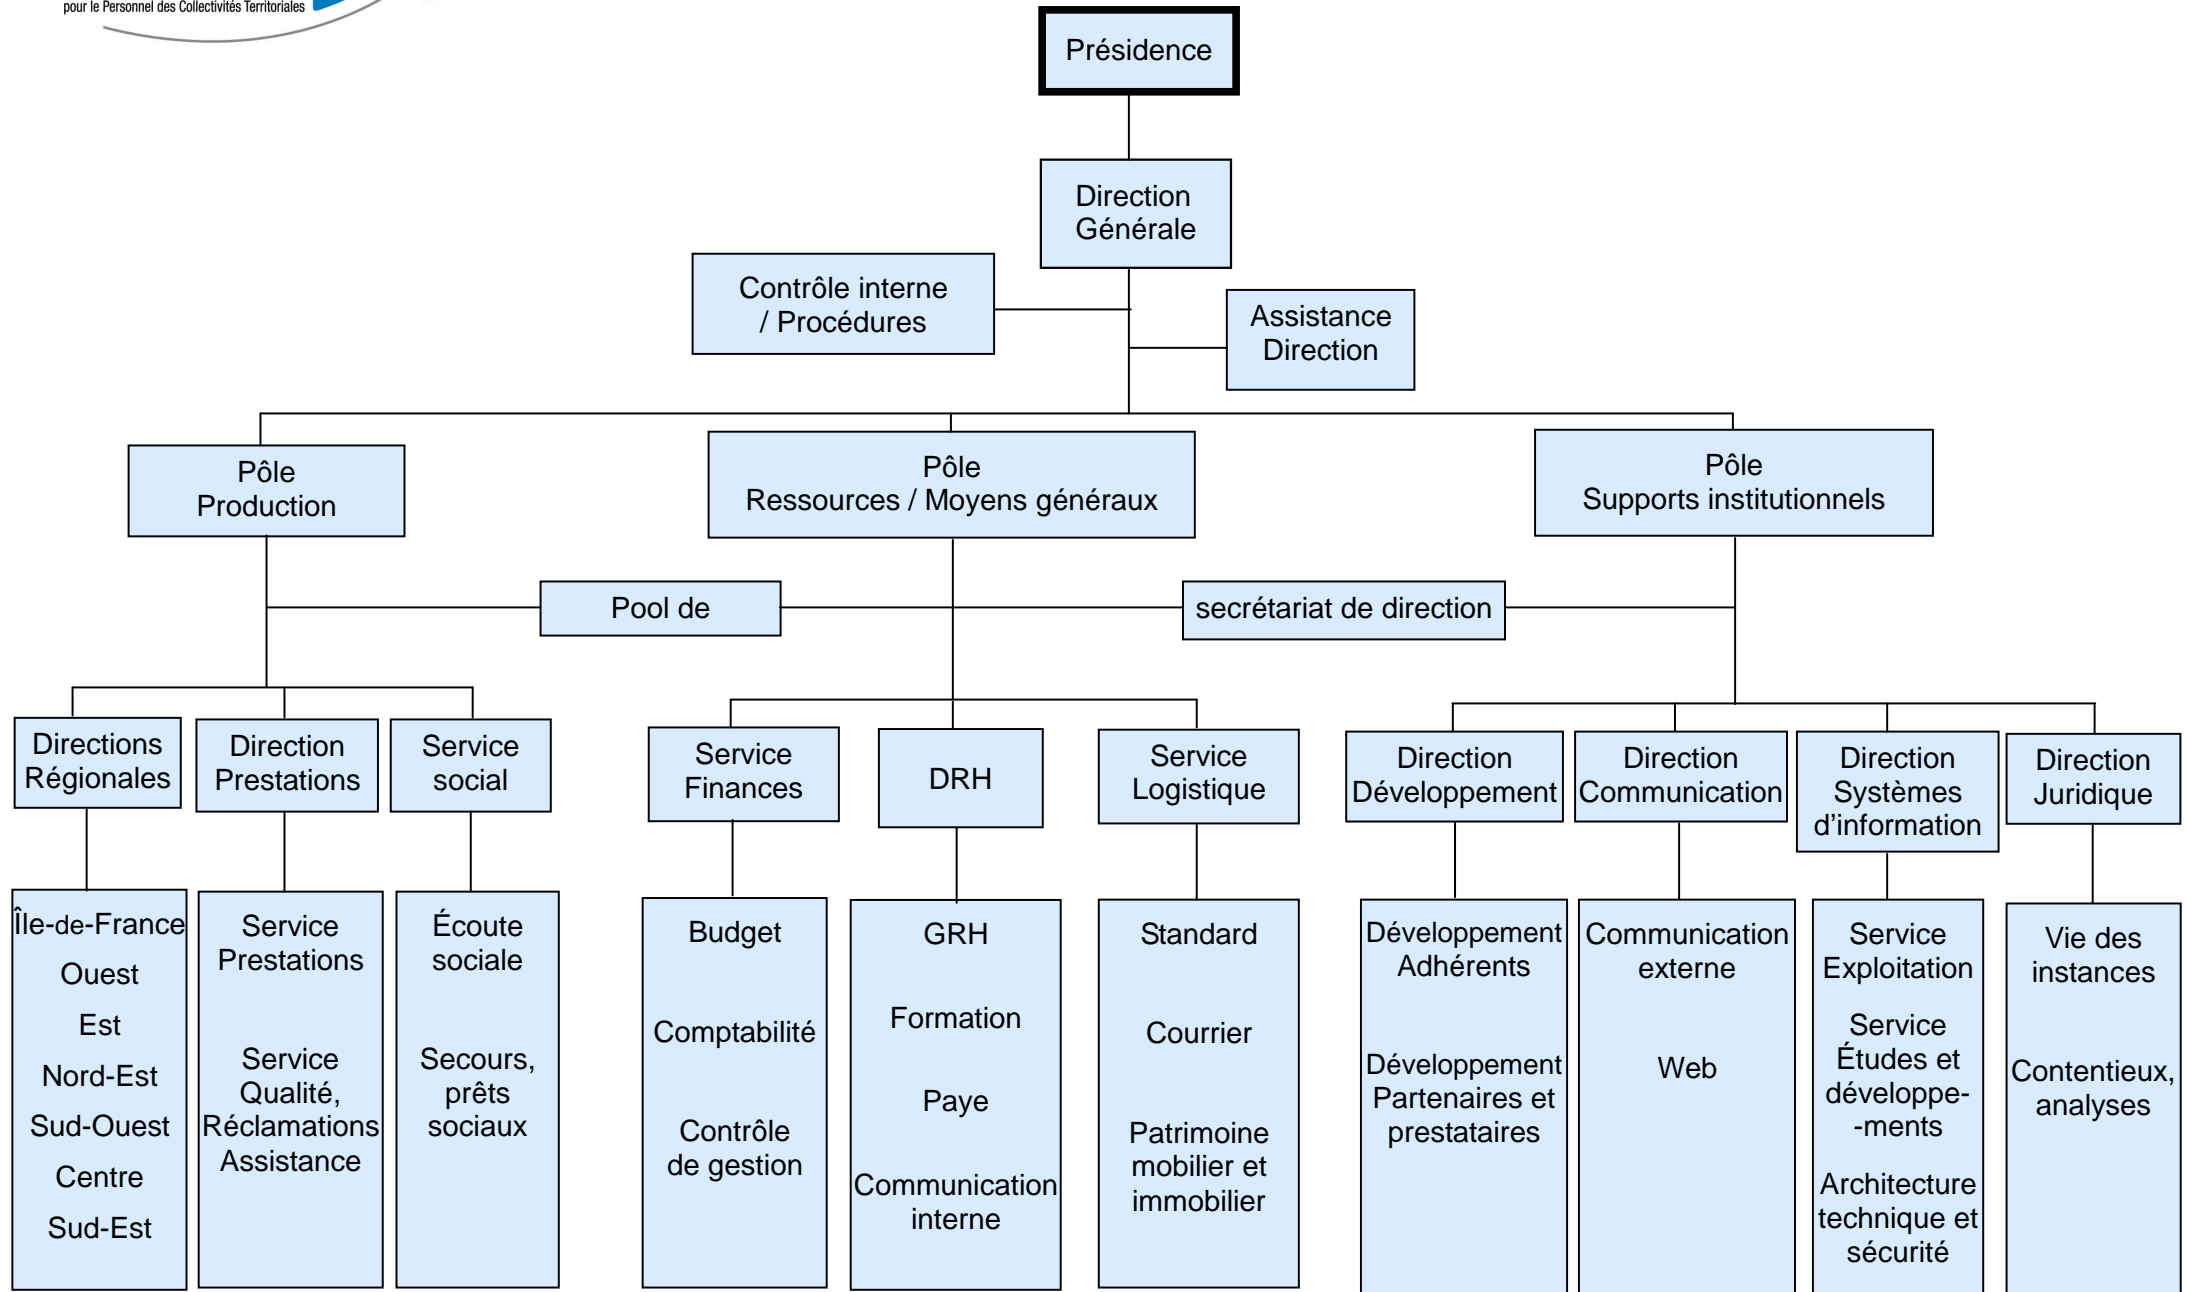 pour le Personnel des Collectivités Territoriales
Présidence
Direction
Générale
Contrôle interne
/ Procédures
Assistance
Direction
Pôle
Production
Pôle
Ressources / Moyens généraux
Pôle
Supports institutionnels
Pool de
secrétariat de direction
Directions
Régionales
Direction
Prestations
Service
social
Service
Finances
DRH
Service
Logistique
Direction
Développement
Direction
Communication
Direction
Systèmes
d'information
Direction
Juridique
Île-de-France
Ouest
Est
Nord-Est
Sud-Ouest
Centre
Sud-Est
Service
Prestations
Service
Qualité,
Réclamations
Assistance
Écoute
sociale
Secours,
prêts
sociaux
Budget
Comptabilité
Contrôle
de gestion
GRH
Formation
Paye
Communication
interne
Standard
Courrier
Patrimoine
mobilier et
immobilier
Développement
Adhérents
Développement
Partenaires et
prestataires
Communication
externe
Web
Service
Exploitation
Service
Études et
développe-
-ments
Architecture
technique et
sécurité
Vie des
instances
Contentieux,
analyses